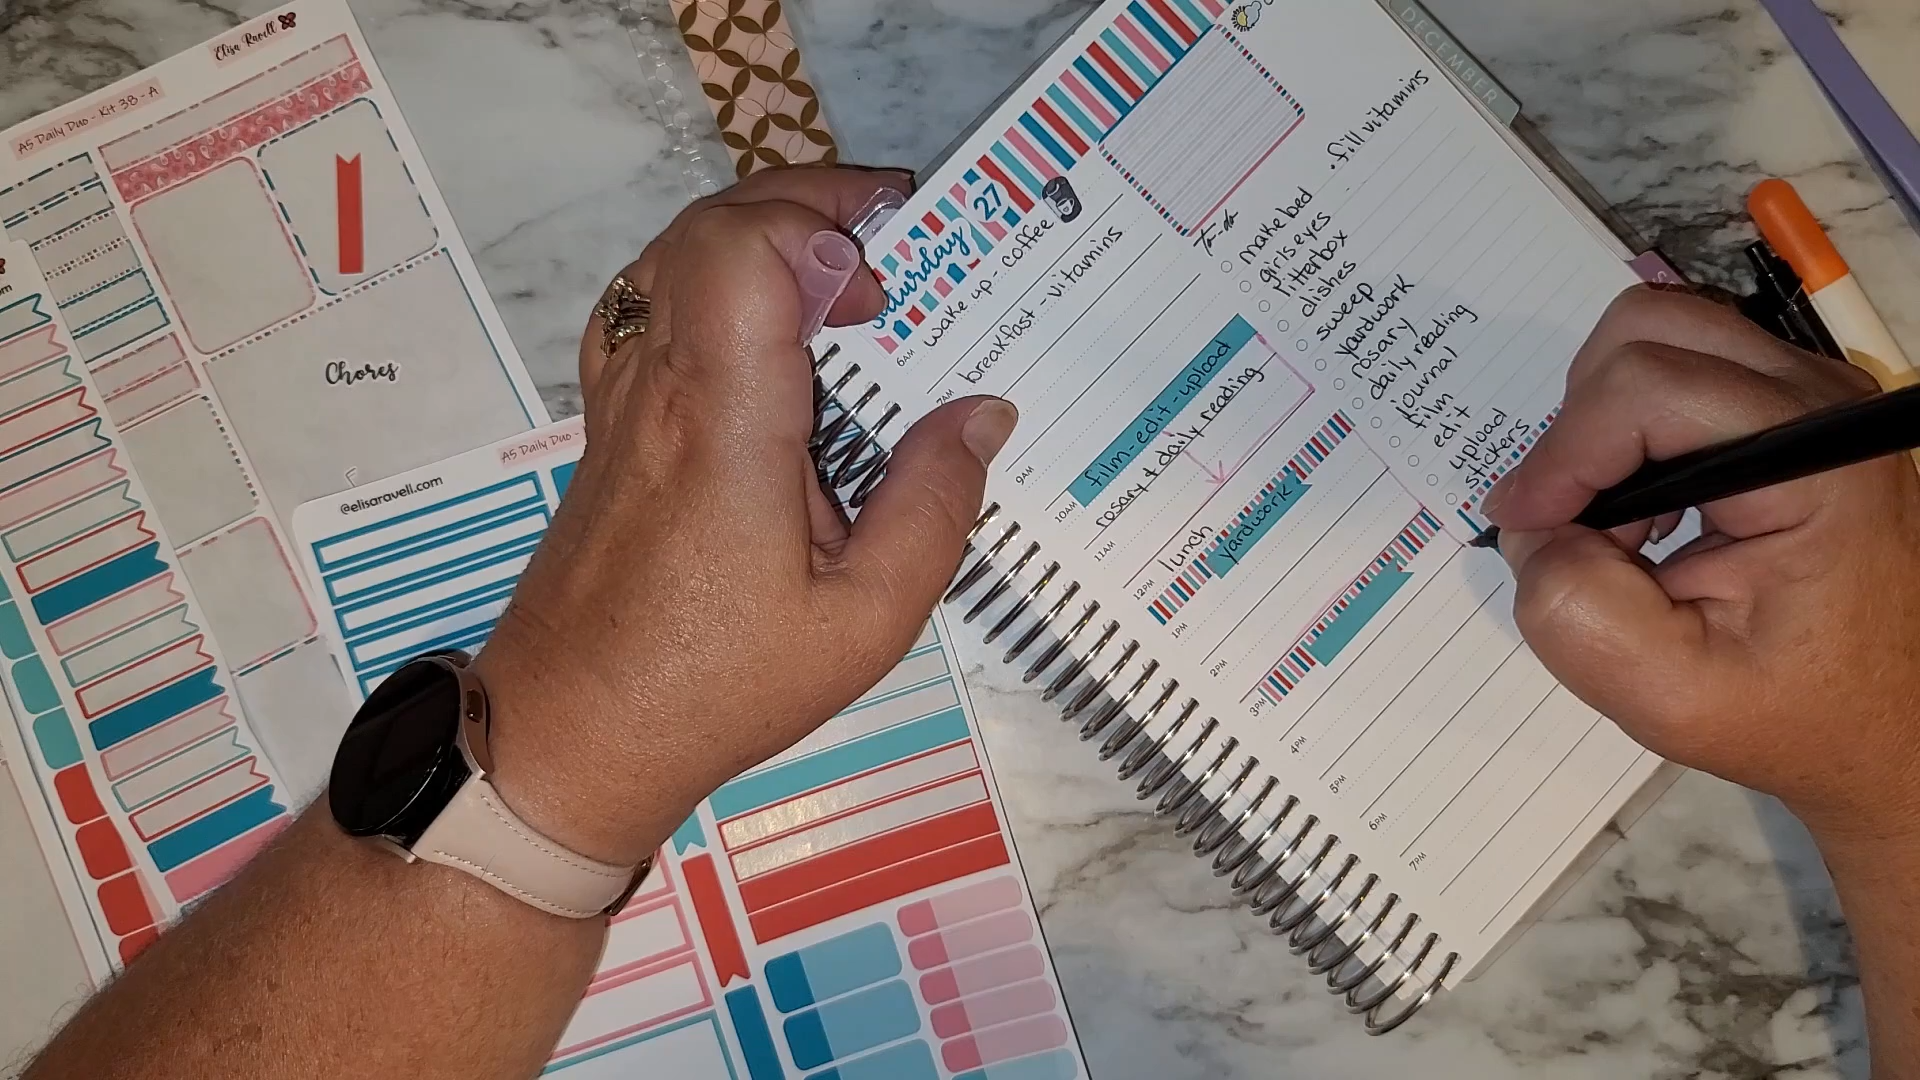 Elisa Ravell
A5 Daily Duo - Kit 38 - A
Chores
A5 Daily Duo -
@elisaravell.com
om
DECEMBER
Saturday
27
6AM
wake up - coffee
7AM
breakfast - vitamins
9AM
10AM
film - edit - upload
rosary + daily reading
11AM
12PM
lunch
1PM
yardwork
2PM
3PM
4PM
5PM
6PM
7PM
to-do
make bed
girls eyes
litterbox
dishes
sweep
yardwork
rosary
daily reading
journal
film
edit
upload
stickers
. fill vitamins